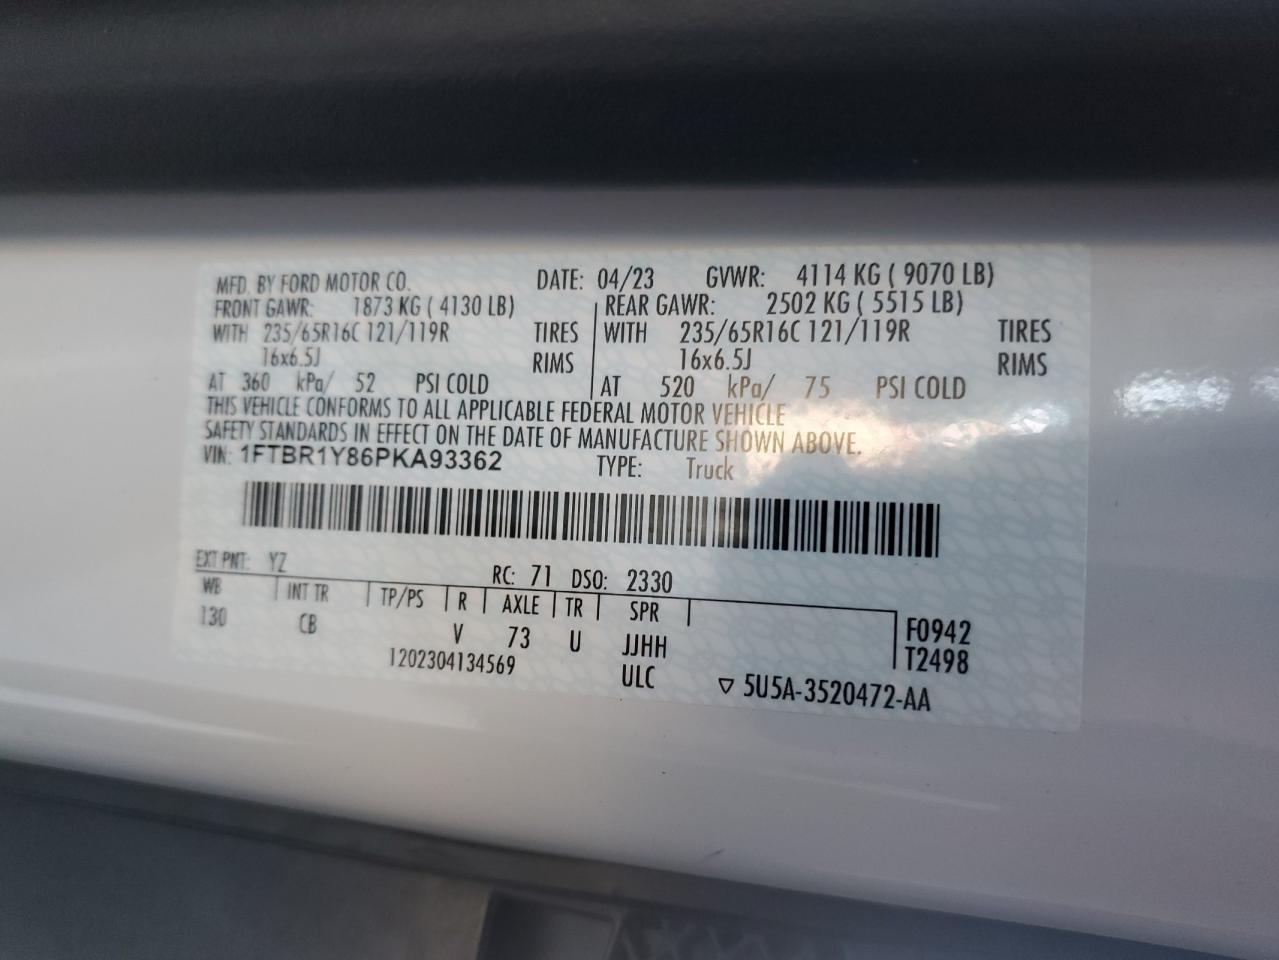 MFD. BY FORD MOTOR CO. DATE: 04/23 GVWR: 4114 KG ( 9070 LB)
FRONT GAWR: 1873 KG ( 4130 LB) REAR GAWR: 2502 KG ( 5515 LB)
WITH 235/65R16C 121/119R TIRES WITH 235/65R16C 121/119R TIRES
16x6.5J RIMS 16x6.5J RIMS
AT 360 kPa/ 52 PSI COLD AT 520 kPa/ 75 PSI COLD
THIS VEHICLE CONFORMS TO ALL APPLICABLE FEDERAL MOTOR VEHICLE
SAFETY STANDARDS IN EFFECT ON THE DATE OF MANUFACTURE SHOWN ABOVE.
VIN: 1FTBR1Y86PKA93362 TYPE: Truck
EXT PNT: YZ RC: 71 DSO: 2330
WB INT TR TP/PS R AXLE TR SPR
130 CB V 73 U JJHH F0942
1202304134569 ULC T2498
▽ 5U5A-3520472-AA